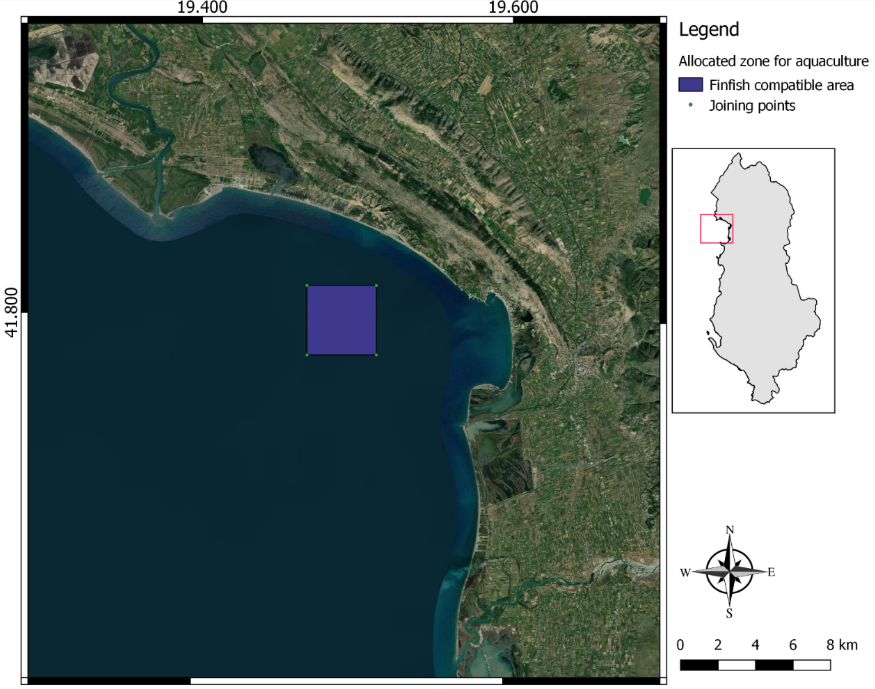 19.400 19.600
41.800
Legend
Allocated zone for aquaculture
Finfish compatible area
Joining points
N
W E
S
0 2 4 6 8 km